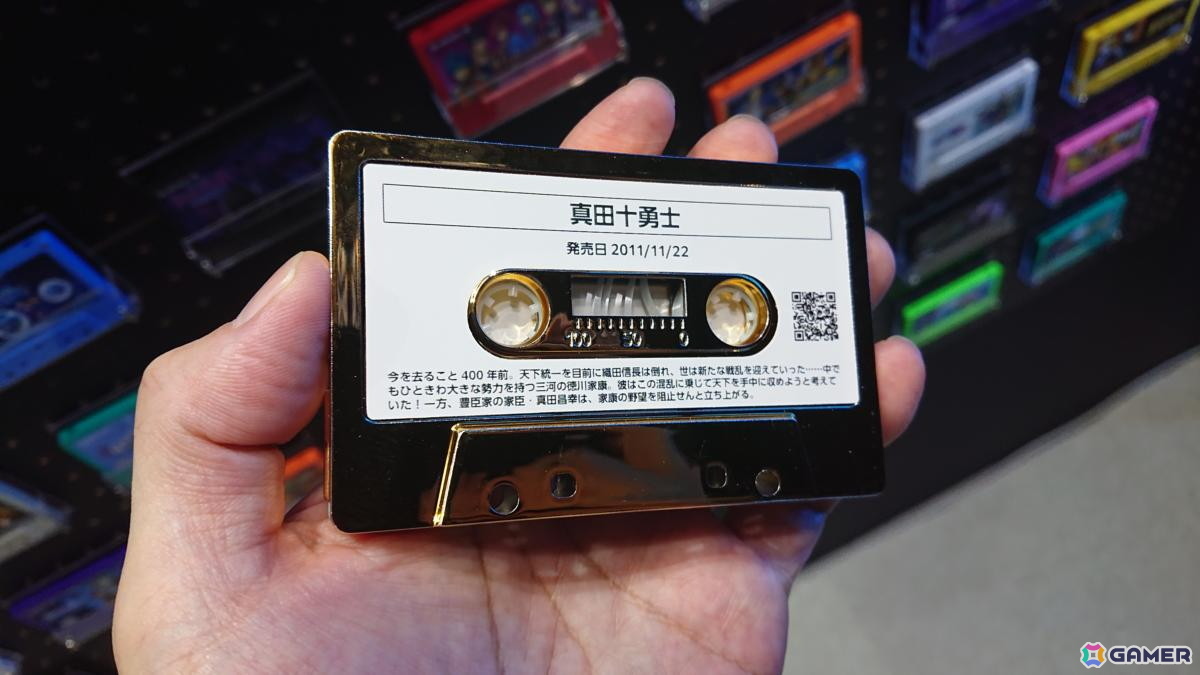 真田十勇士
発売日 2011/11/22
100 50 0
今を去ること 400 年前。天下統一を目前に織田信長は倒れ、世は新たな戦乱を迎えていった……中で
もひときわ大きな勢力を持つ三河の徳川家康。彼はこの混乱に乗じて天下を手中に収めようと考えて
いた！一方、豊臣家の家臣・真田昌幸は、家康の野望を阻止せんと立ち上がる。
GAMER